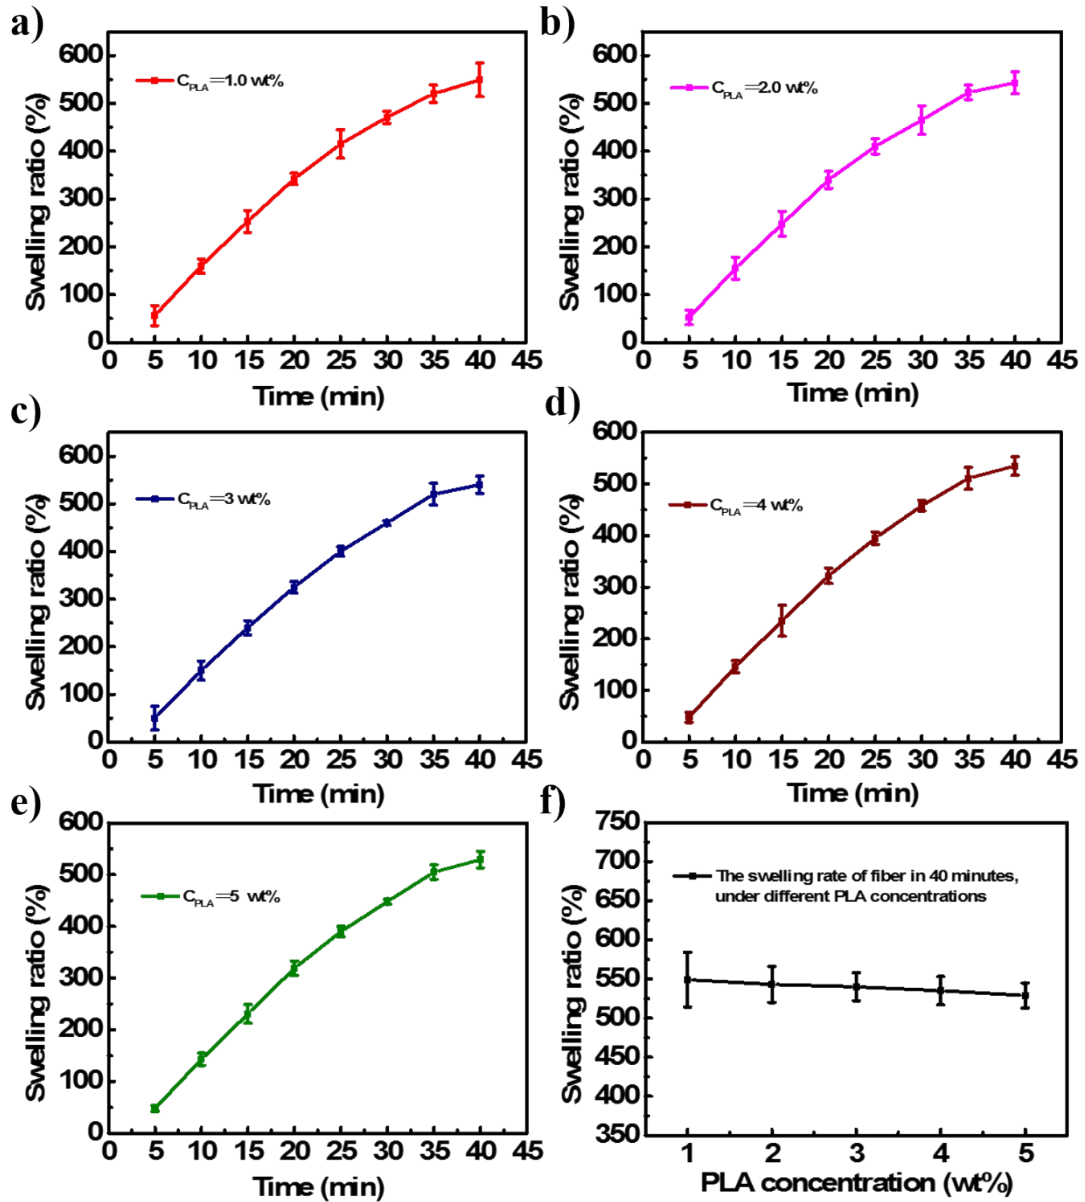 a)
600
500
400
300
200
100
0
Swelling ratio (%)
C_PLA=1.0 wt%
0 5 10 15 20 25 30 35 40 45
Time (min)
b)
600
500
400
300
200
100
0
Swelling ratio (%)
C_PLA=2.0 wt%
0 5 10 15 20 25 30 35 40 45
Time (min)
c)
600
500
400
300
200
100
0
Swelling ratio (%)
C_PLA=3 wt%
0 5 10 15 20 25 30 35 40 45
Time (min)
d)
600
500
400
300
200
100
0
Swelling ratio (%)
C_PLA=4 wt%
0 5 10 15 20 25 30 35 40 45
Time (min)
e)
600
500
400
300
200
100
0
Swelling ratio (%)
C_PLA=5 wt%
0 5 10 15 20 25 30 35 40 45
Time (min)
f)
750
700
650
600
550
500
450
400
350
Swelling ratio (%)
The swelling rate of fiber in 40 minutes,
under different PLA concentrations
1 2 3 4 5
PLA concentration (wt%)